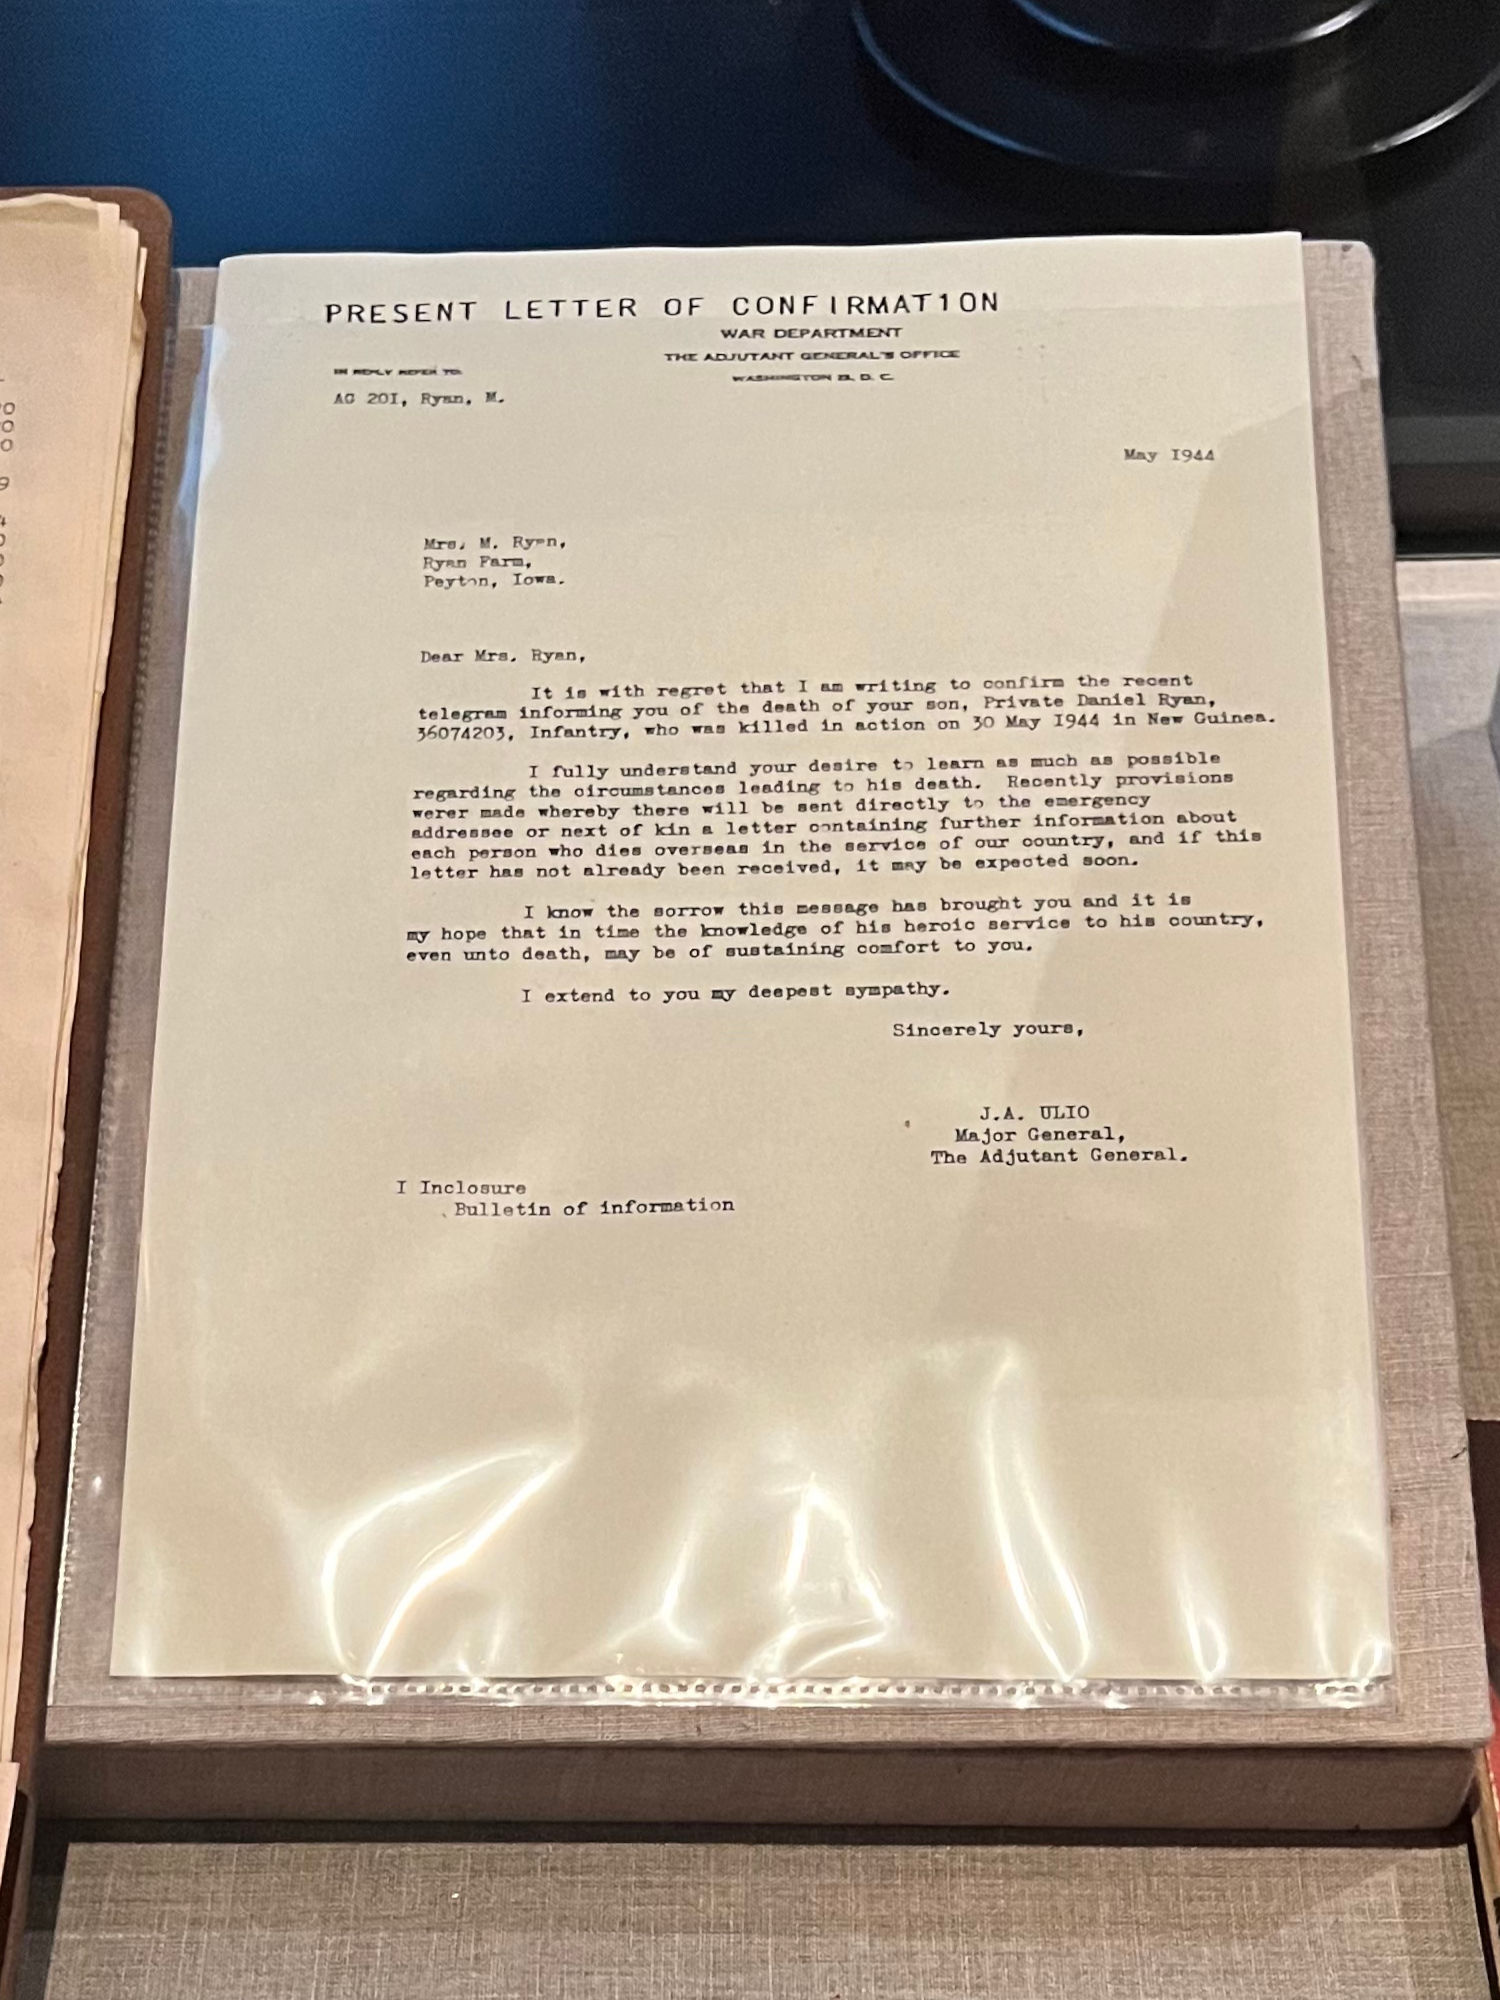 PRESENT LETTER OF CONFIRMAT1ON
WAR DEPARTMENT
THE ADJUTANT GENERAL'S OFFICE
IN REPLY REFER TO:
WASHINGTON 25, D. C.
AG 20I, Ryan, M.
May I944
Mrs. M. Ryan,
Ryan Farm,
Peyton, Iowa.
Dear Mrs. Ryan,
It is with regret that I am writing to confirm the recent
telegram informing you of the death of your son, Private Daniel Ryan,
36074203, Infantry, who was killed in action on 30 May I944 in New Guinea.
I fully understand your desire to learn as much as possible
regarding the circumstances leading to his death. Recently provisions
werer made whereby there will be sent directly to the emergency
addressee or next of kin a letter containing further information about
each person who dies overseas in the service of our country, and if this
letter has not already been received, it may be expected soon.
I know the sorrow this message has brought you and it is
my hope that in time the knowledge of his heroic service to his country,
even unto death, may be of sustaining comfort to you.
I extend to you my deepest sympathy.
Sincerely yours,
J.A. ULIO
Major General,
The Adjutant General.
I Inclosure
Bulletin of information